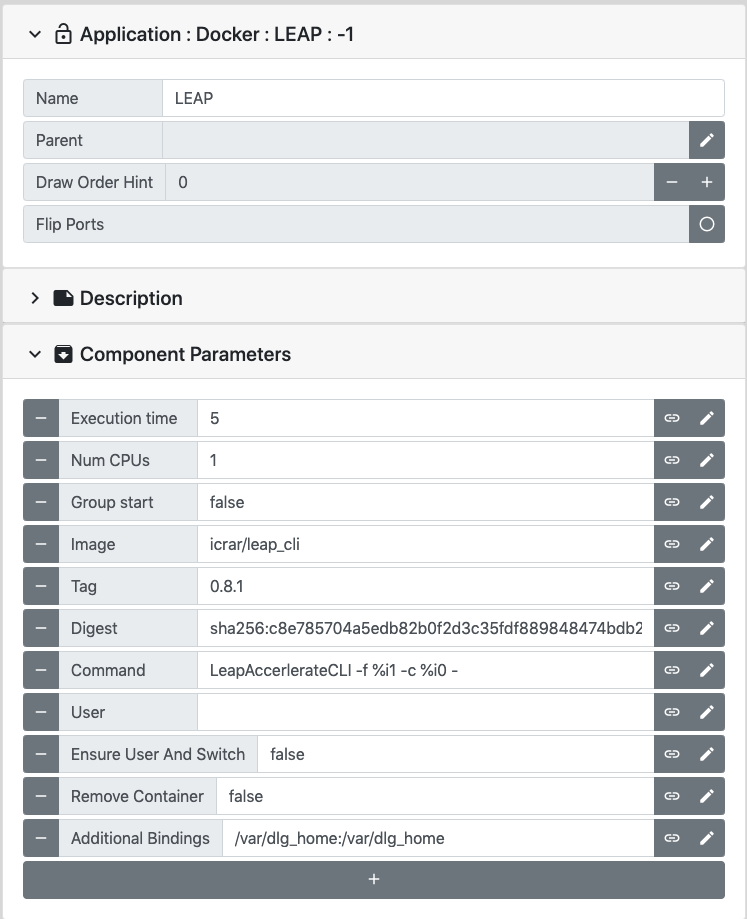 Application : Docker : LEAP : -1
Name LEAP
Parent
Draw Order Hint 0 − +
Flip Ports
Description
Component Parameters
− Execution time 5
− Num CPUs 1
− Group start false
− Image icrar/leap_cli
− Tag 0.8.1
− Digest sha256:c8e785704a5edb82b0f2d3c35fdf889848474bdb2
− Command LeapAccerlerateCLI -f %i1 -c %i0 -
− User
− Ensure User And Switch false
− Remove Container false
− Additional Bindings /var/dlg_home:/var/dlg_home
+